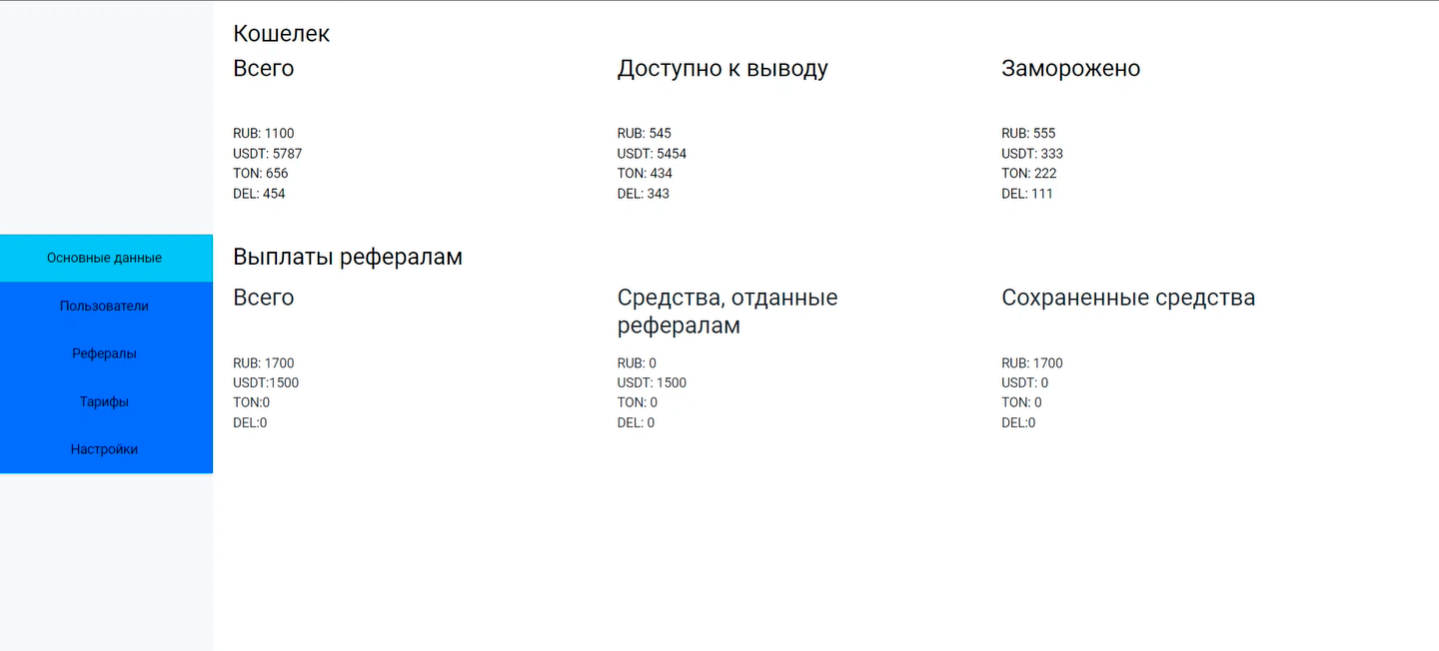 Кошелек
Всего
Доступно к выводу
Заморожено
RUB: 1100
USDT: 5787
TON: 656
DEL: 454
RUB: 545
USDT: 5454
TON: 434
DEL: 343
RUB: 555
USDT: 333
TON: 222
DEL: 111
Основные данные
Пользователи
Рефералы
Тарифы
Настройки
Выплаты рефералам
Всего
Средства, отданные
рефералам
Сохраненные средства
RUB: 1700
USDT:1500
TON:0
DEL:0
RUB: 0
USDT: 1500
TON: 0
DEL: 0
RUB: 1700
USDT: 0
TON: 0
DEL:0